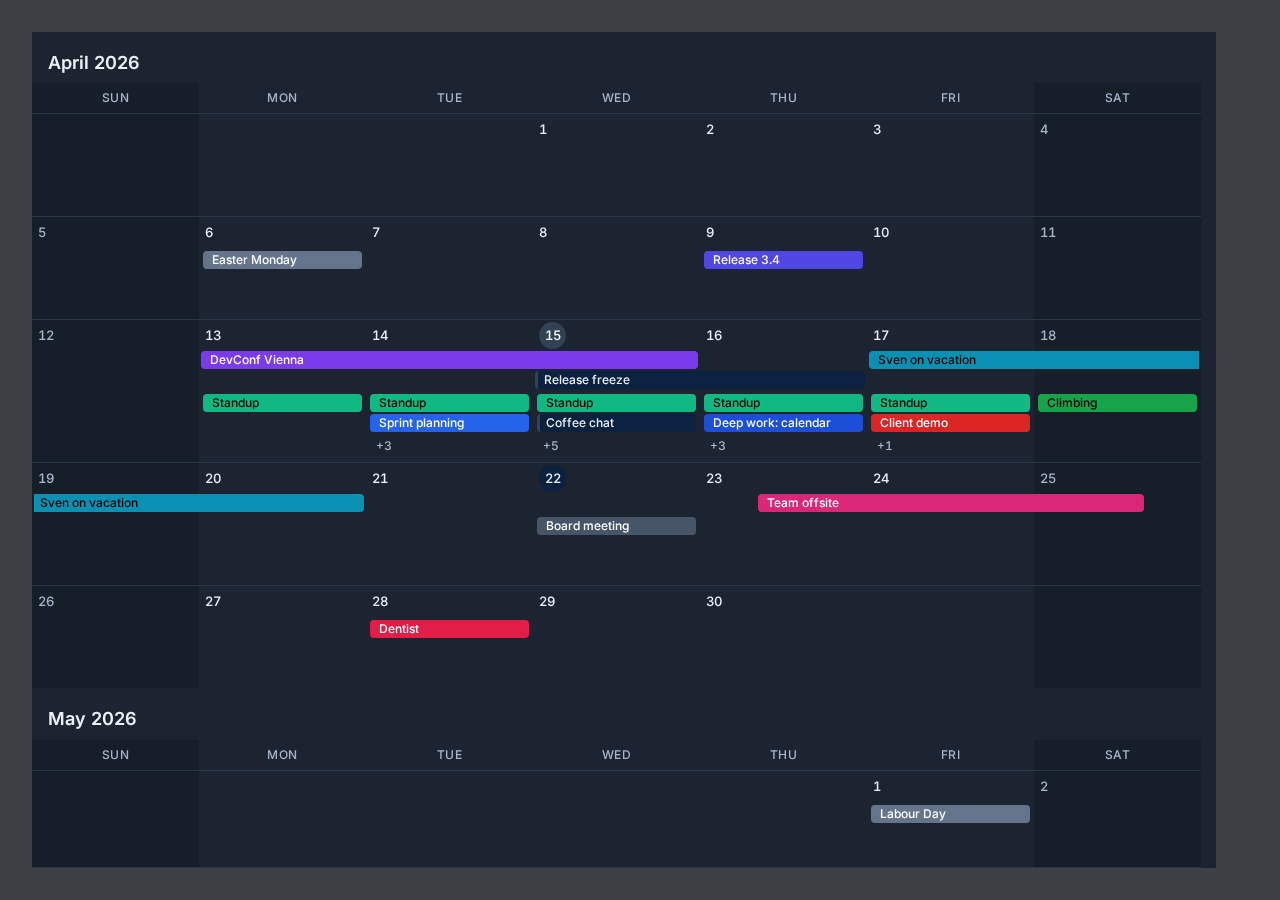 April 2026
SUN MON TUE WED THU FRI SAT
1 2 3 4
5 6 7 8 9 10 11
Easter Monday Release 3.4
12 13 14 15 16 17 18
DevConf Vienna Sven on vacation
Release freeze
Standup Standup Standup Standup Standup Climbing
Sprint planning Coffee chat Deep work: calendar Client demo
+3 +5 +3 +1
19 20 21 22 23 24 25
Sven on vacation Team offsite
Board meeting
26 27 28 29 30
Dentist
May 2026
SUN MON TUE WED THU FRI SAT
1 2
Labour Day